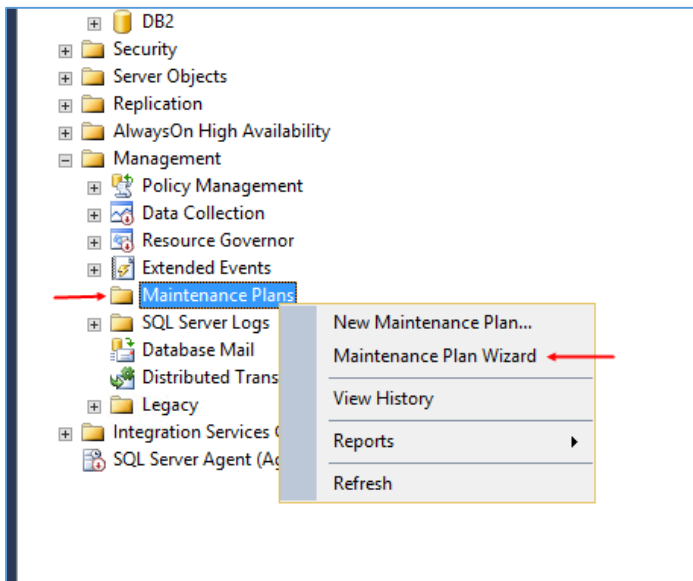 DB2
Security
Server Objects
Replication
AlwaysOn High Availability
Management
Policy Management
Data Collection
Resource Governor
Extended Events
Maintenance Plans
SQL Server Logs
Database Mail
Distributed Trans
Legacy
Integration Services
SQL Server Agent (Ag
New Maintenance Plan...
Maintenance Plan Wizard
View History
Reports
Refresh